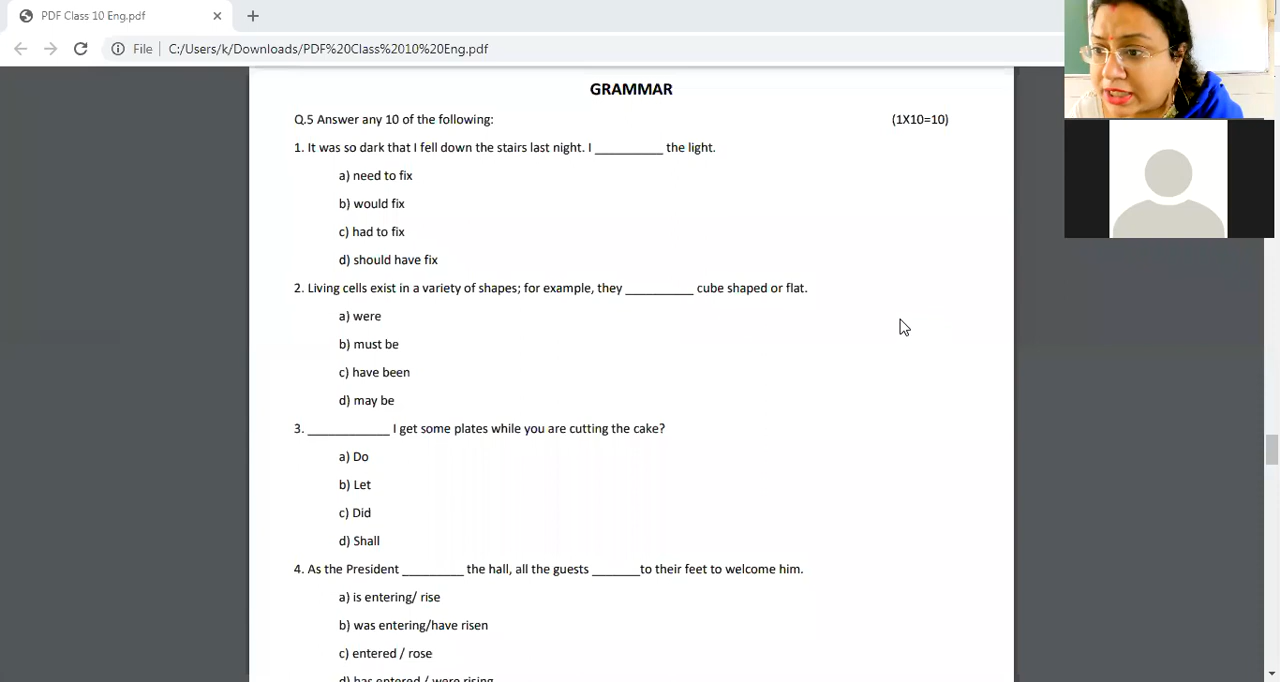 PDF Class 10 Eng.pdf
File
C:/Users/k/Downloads/PDF%20Class%2010%20Eng.pdf
GRAMMAR
Q.5 Answer any 10 of the following: (1X10=10)
1. It was so dark that I fell down the stairs last night. I __________ the light.
a) need to fix
b) would fix
c) had to fix
d) should have fix
2. Living cells exist in a variety of shapes; for example, they __________ cube shaped or flat.
a) were
b) must be
c) have been
d) may be
3. ____________ I get some plates while you are cutting the cake?
a) Do
b) Let
c) Did
d) Shall
4. As the President _________ the hall, all the guests _______to their feet to welcome him.
a) is entering/ rise
b) was entering/have risen
c) entered / rose
d) has entered / were rising